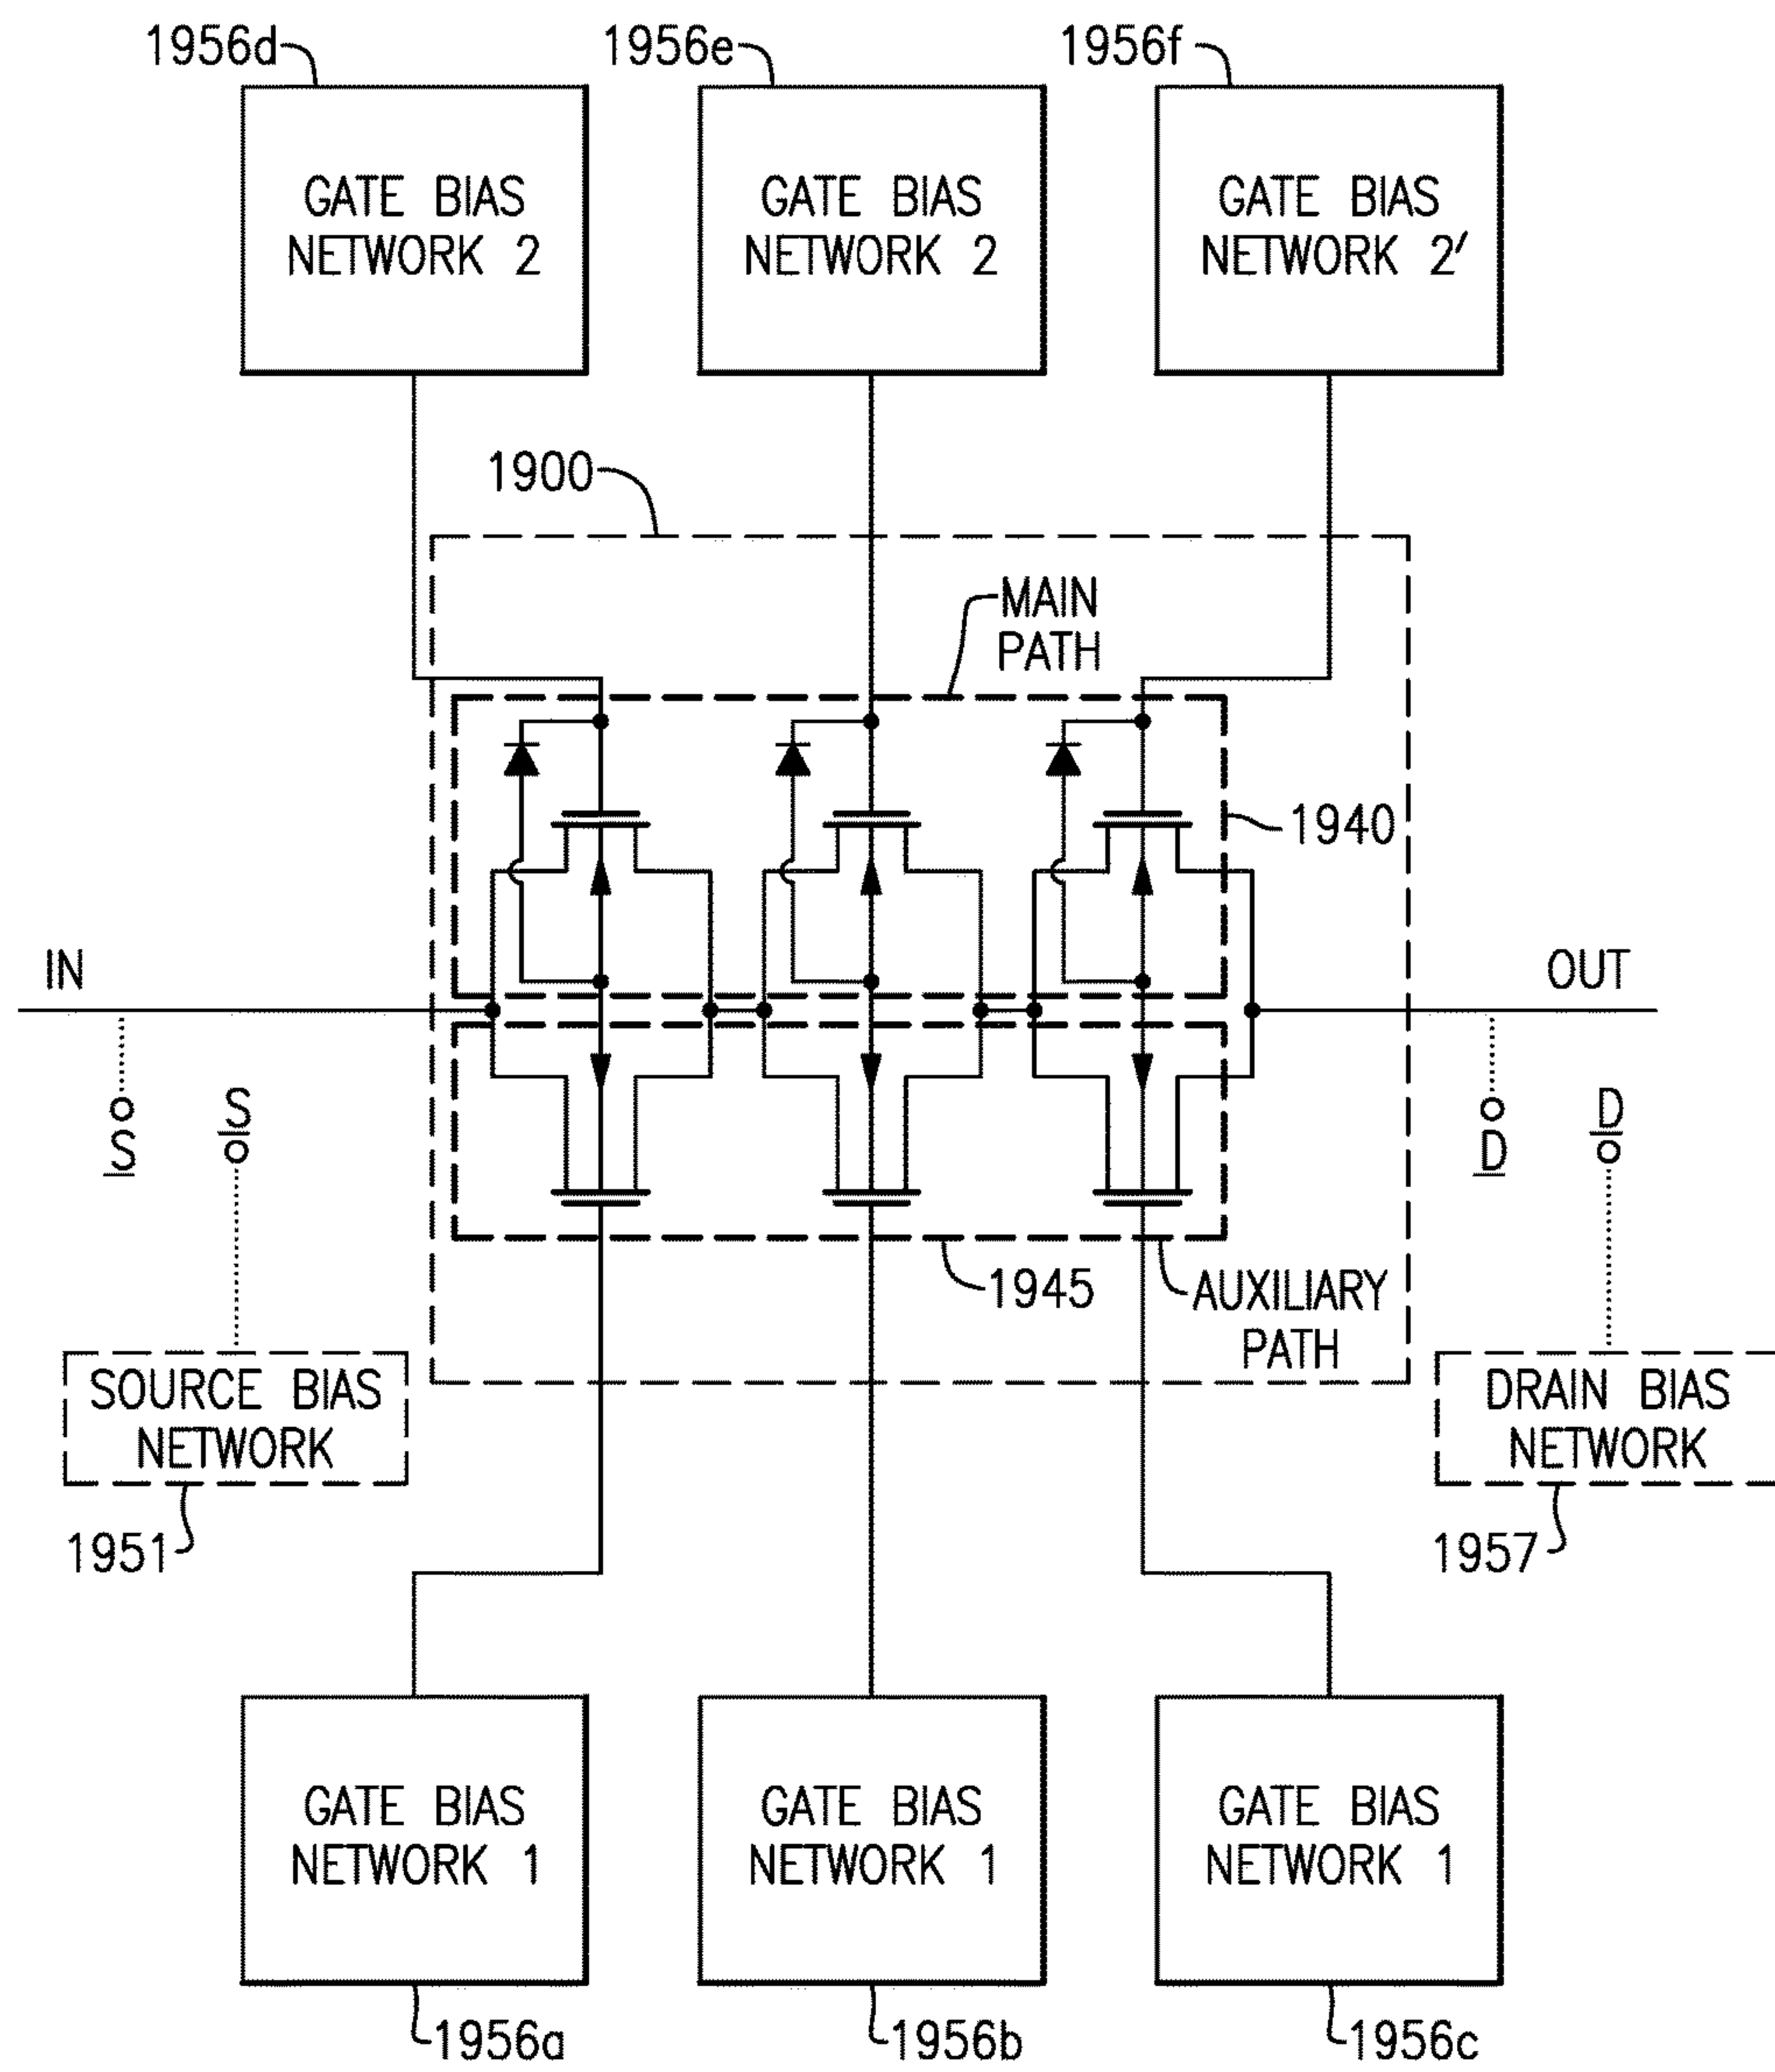 1956d
1956e
1956f
GATE BIAS
NETWORK 2
GATE BIAS
NETWORK 2
GATE BIAS
NETWORK 2′
1900
MAIN
PATH
1940
IN
OUT
S
S
D
D
1945
AUXILIARY
PATH
SOURCE BIAS
NETWORK
DRAIN BIAS
NETWORK
1951
1957
GATE BIAS
NETWORK 1
GATE BIAS
NETWORK 1
GATE BIAS
NETWORK 1
1956a
1956b
1956c